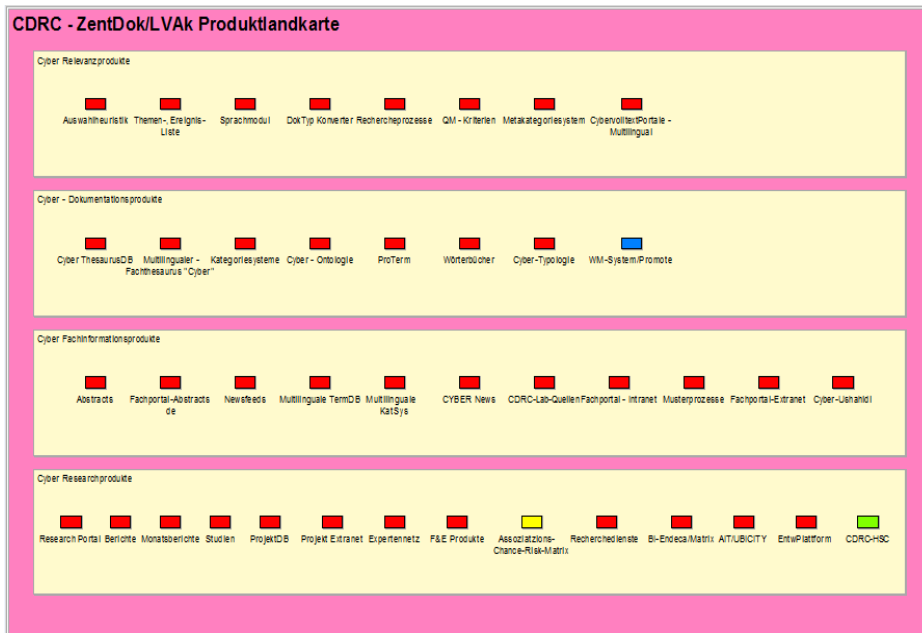 CDRC - ZentDok/LVAk Produktlandkarte
Cyber Relevanzprodukte
Auswahlheuristik
Themen-, Ereignis-
Liste
Sprachmodul
DokTyp Konverter
Rechercheprozesse
QM - Kriterien
Metakategoriesystem
CybervolltextPortale -
Multilingual
Cyber - Dokumentationsprodukte
Cyber ThesaurusDB
Multilingualer -
Fachthesaurus "Cyber"
Kategoriesysteme
Cyber - Ontologie
ProTerm
Wörterbücher
Cyber-Typologie
WM-System/Promote
Cyber Fachinformationsprodukte
Abstracts
Fachportal-Abstracts
de
Newsfeeds
Multilinguale TermDB
Multilinguale
KatSys
CYBER News
CDRC-Lab-Quellen
Fachportal - Intranet
Musterprozesse
Fachportal-Extranet
Cyber-Ushahidi
Cyber Researchprodukte
Research Portal
Berichte
Monatsberichte
Studien
ProjektDB
Projekt Extranet
Expertennetz
F&E Produkte
Assoziatzions-
Chance-Risk-Matrix
Recherchedienste
Bi-Endeca/Matrix
AIT/UBICITY
EntwPlattform
CDRC-HSC